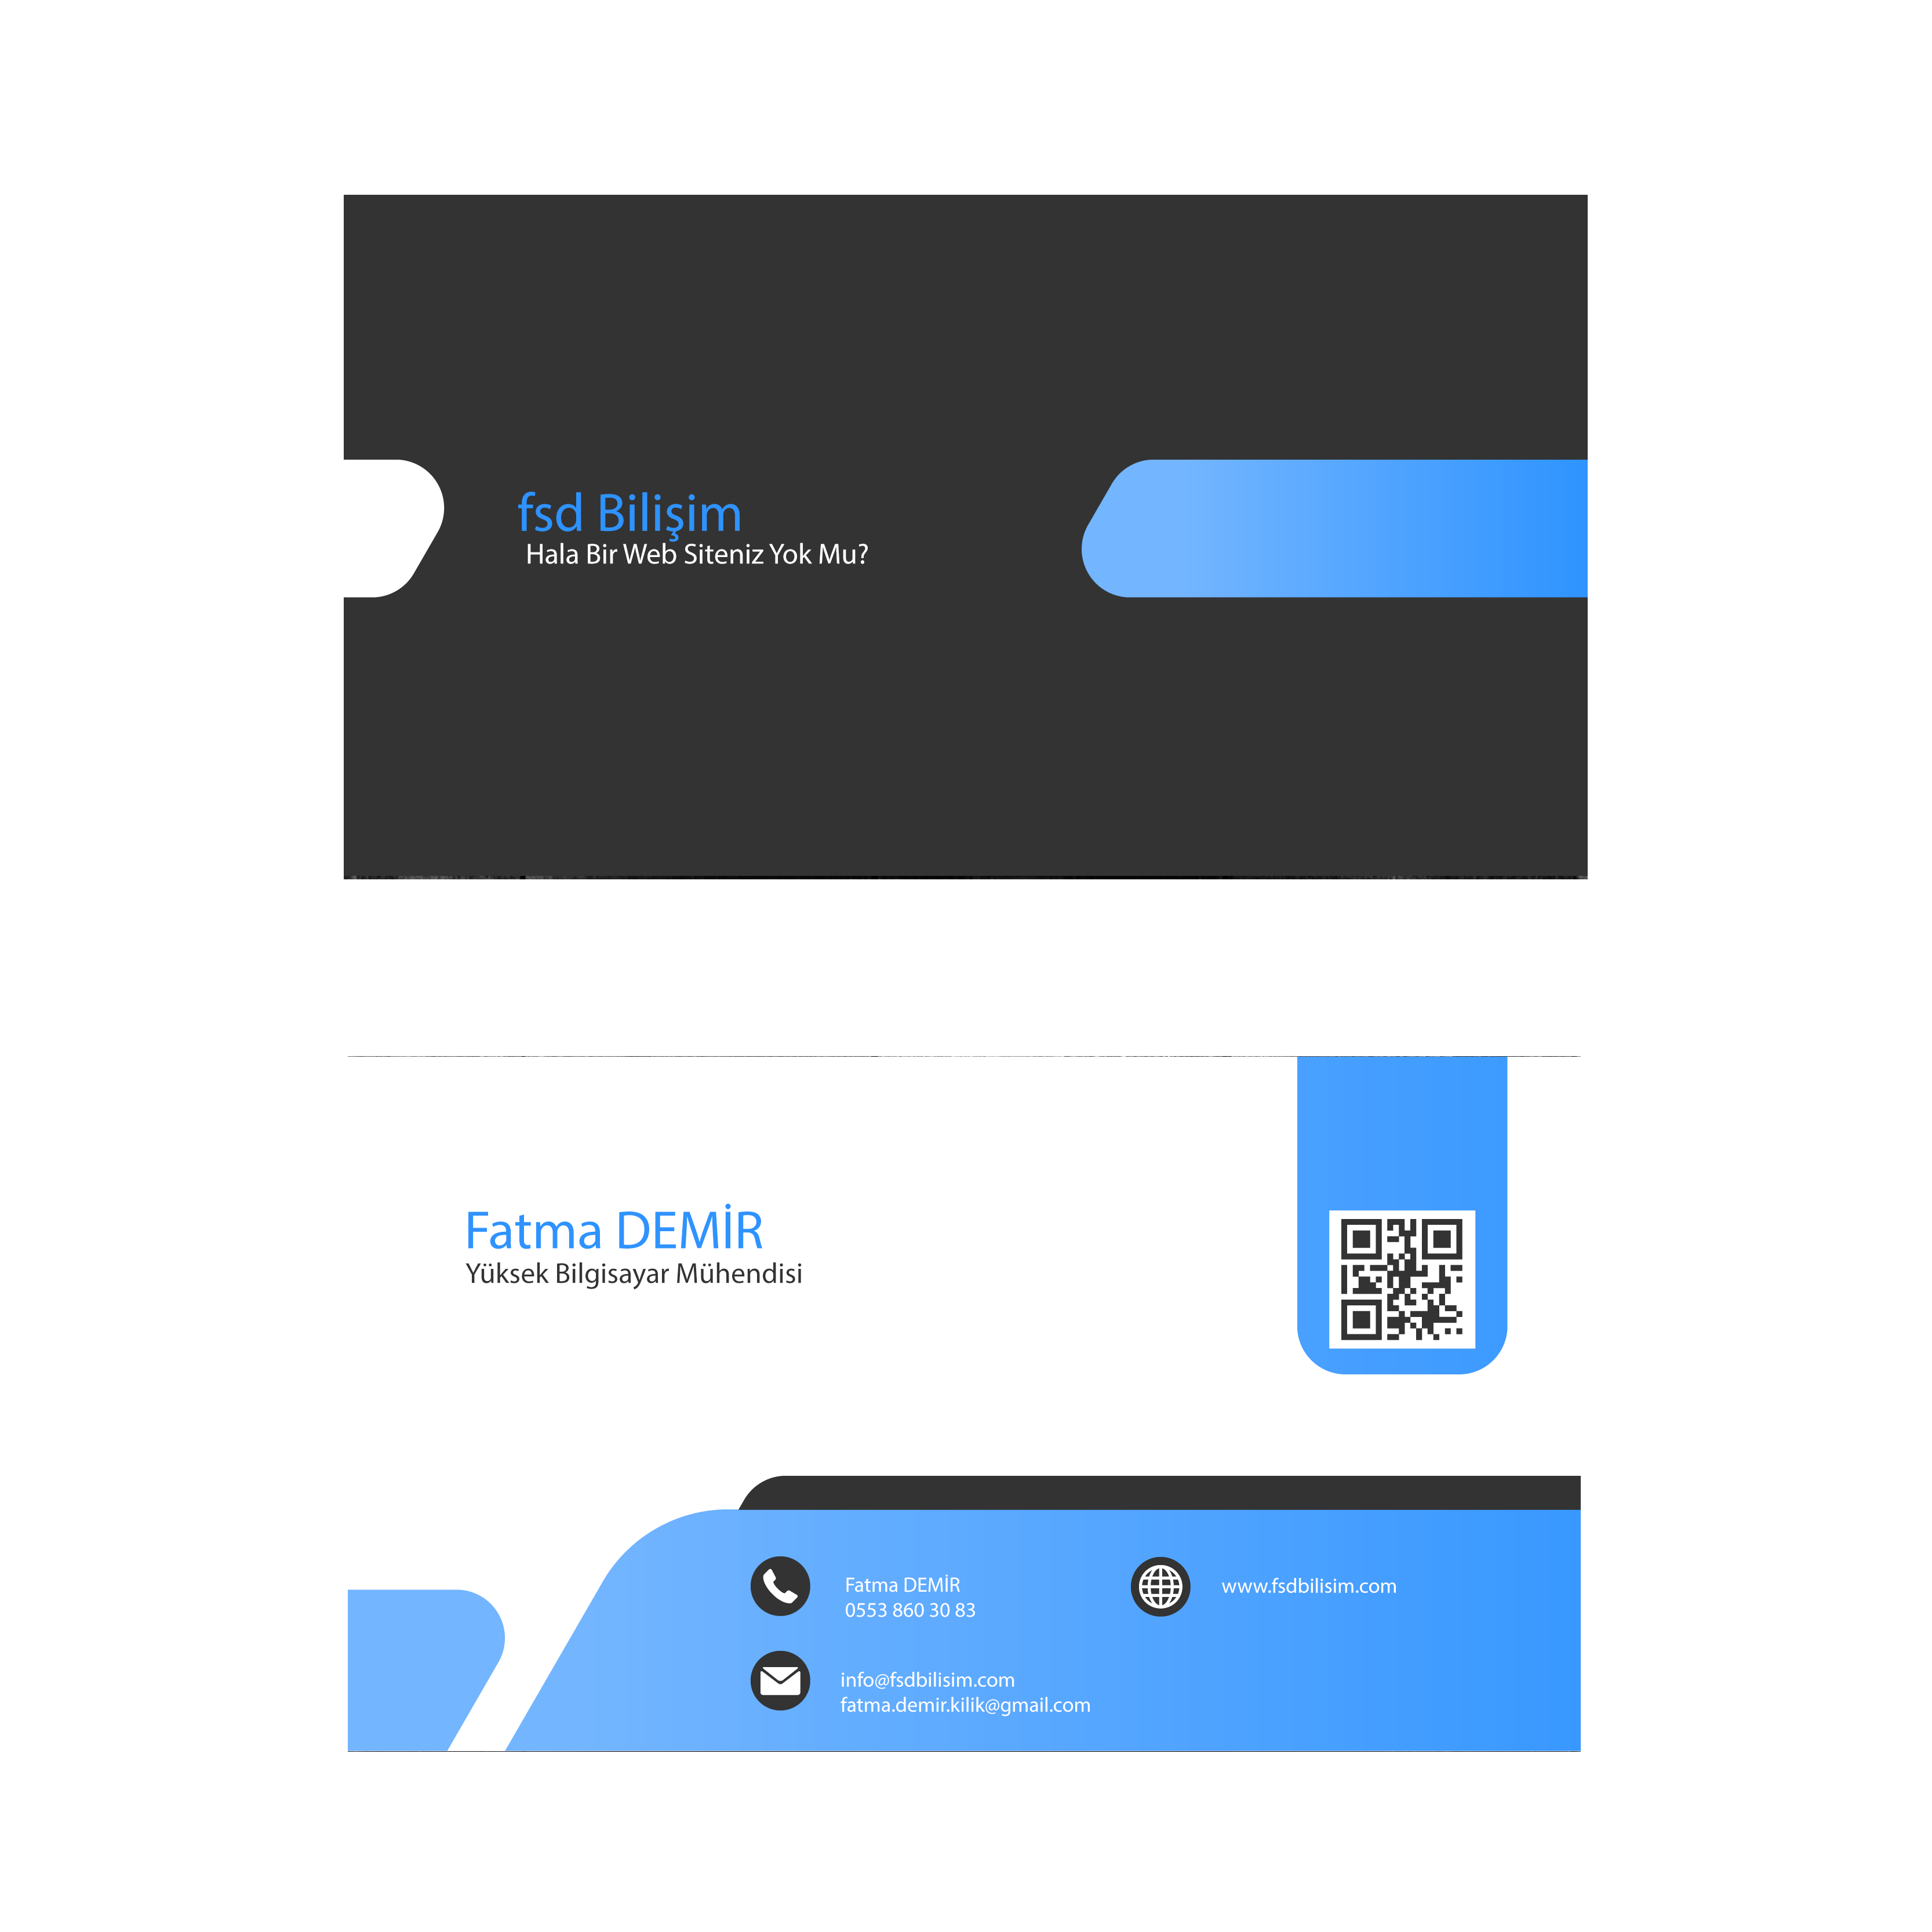 fsd Bilişim
Hala Bir Web Siteniz Yok Mu?
Fatma DEMİR
Yüksek Bilgisayar Mühendisi
Fatma DEMİR
0553 860 30 83
www.fsdbilisim.com
info@fsdbilisim.com
fatma.demir.kilik@gmail.com